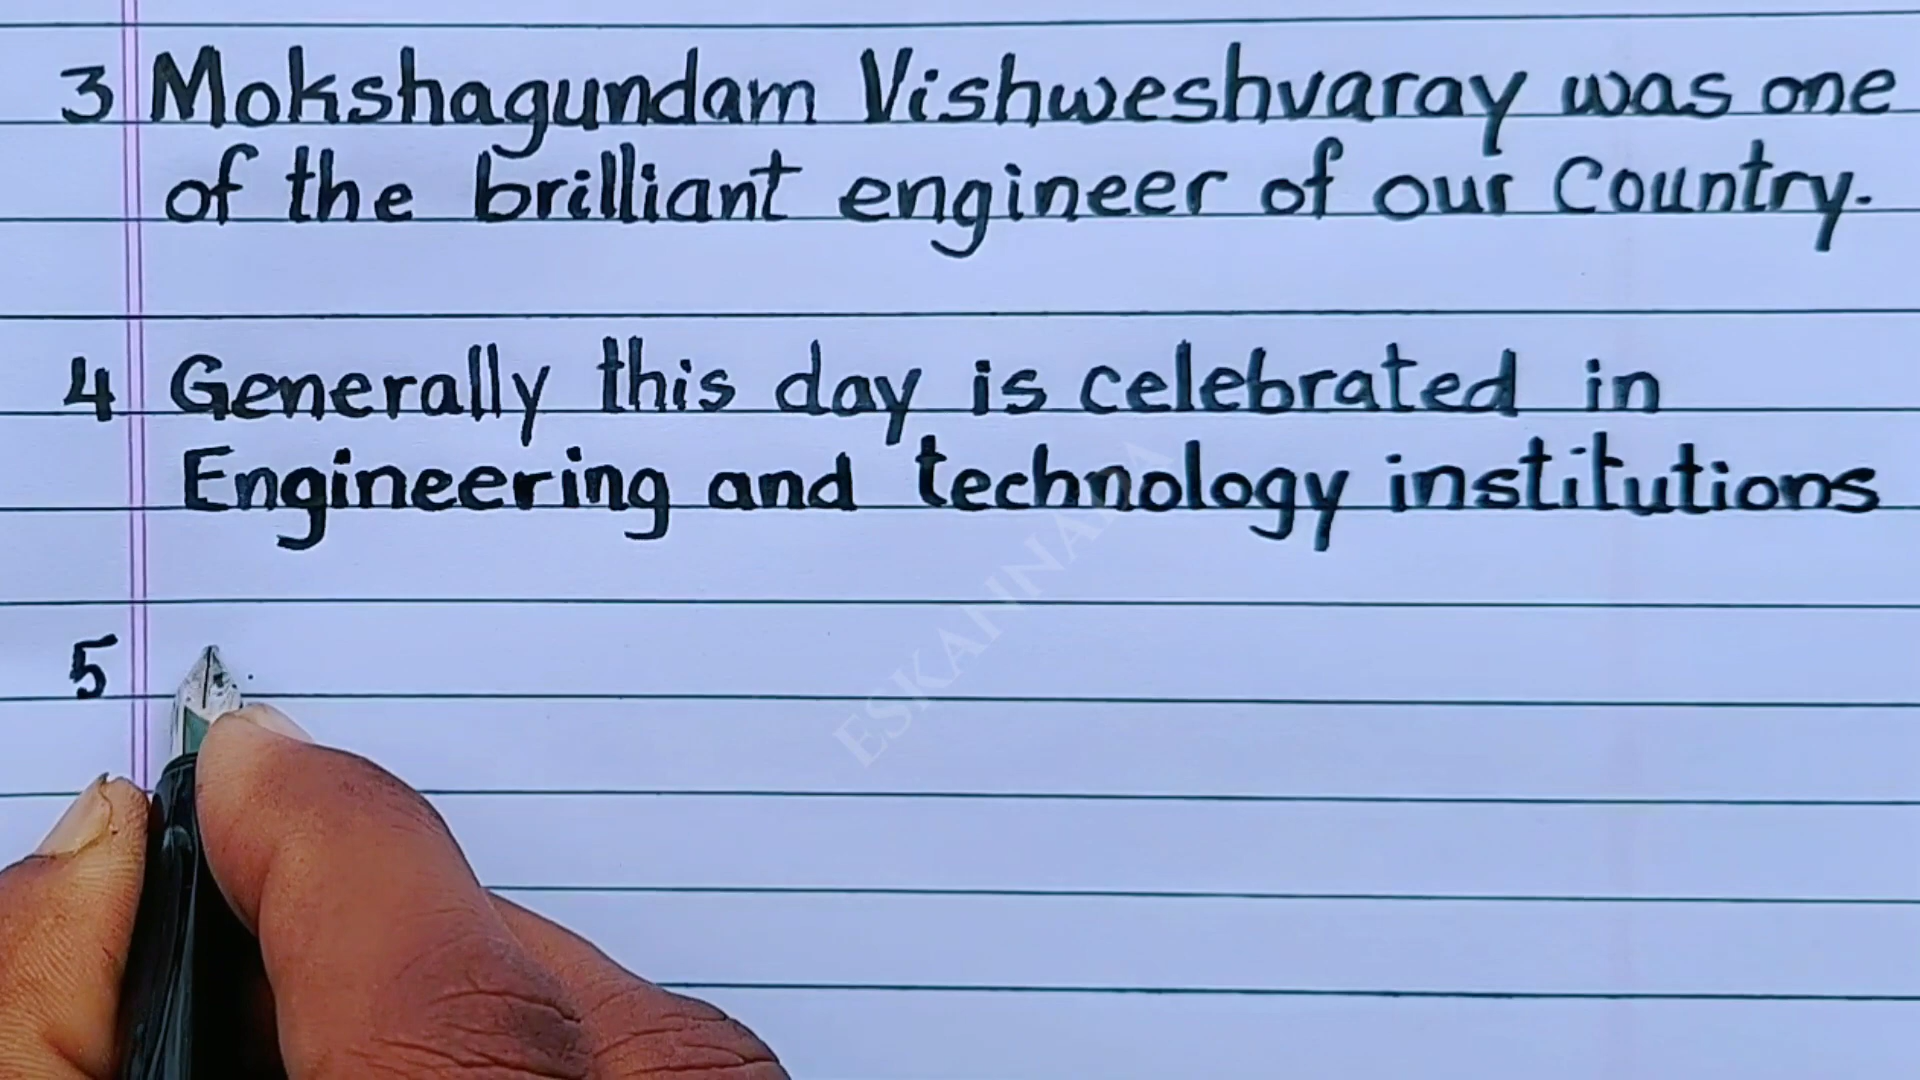 3 Mokshagundam Vishweshvaray was one
of the brilliant engineer of our Country.
4 Generally this day is celebrated in
Engineering and technology institutions
5
ESKANNADA